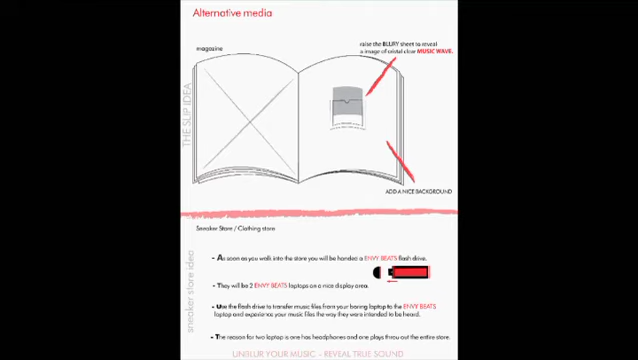 Alternative media
magazine
raise the BLURY sheet to reveal
a image of cristal clear MUSIC WAVE.
THE SLIP IDEA
ADD A NICE BACKGROUND
Sneaker Store / Clothing store
sneaker store idea
- As soon as you walk into the store you will be handed a ENVY BEATS flash drive.
- They will be 2 ENVY BEATS laptops on a nice display area.
- Use the flash drive to transfer music files from your boring laptop to the ENVY BEATS
laptop and experience your music files the way they were intended to be heard.
- The reason for two laptop is one has headphones and one plays throu out the entire store.
UNBLUR YOUR MUSIC - REVEAL TRUE SOUND